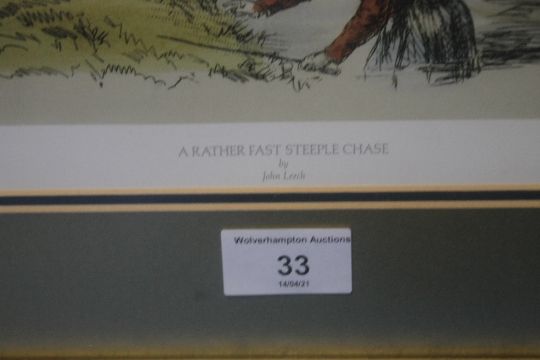 A RATHER FAST STEEPLE CHASE
by
John Leech
Wolverhampton Auctions
33
14/04/21